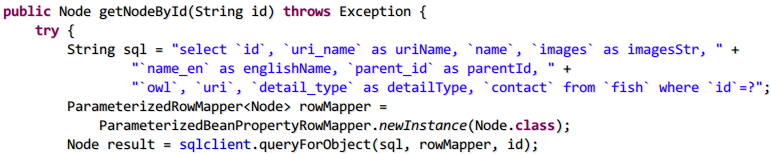 public Node getNodeById(String id) throws Exception {
try {
String sql = "select `id`, `uri_name` as uriName, `name`, `images` as imagesStr, " +
"`name_en` as englishName, `parent_id` as parentId, " +
"`owl`, `uri`, `detail_type` as detailType, `contact` from `fish` where `id`=?";
ParameterizedRowMapper<Node> rowMapper =
ParameterizedBeanPropertyRowMapper.newInstance(Node.class);
Node result = sqlclient.queryForObject(sql, rowMapper, id);